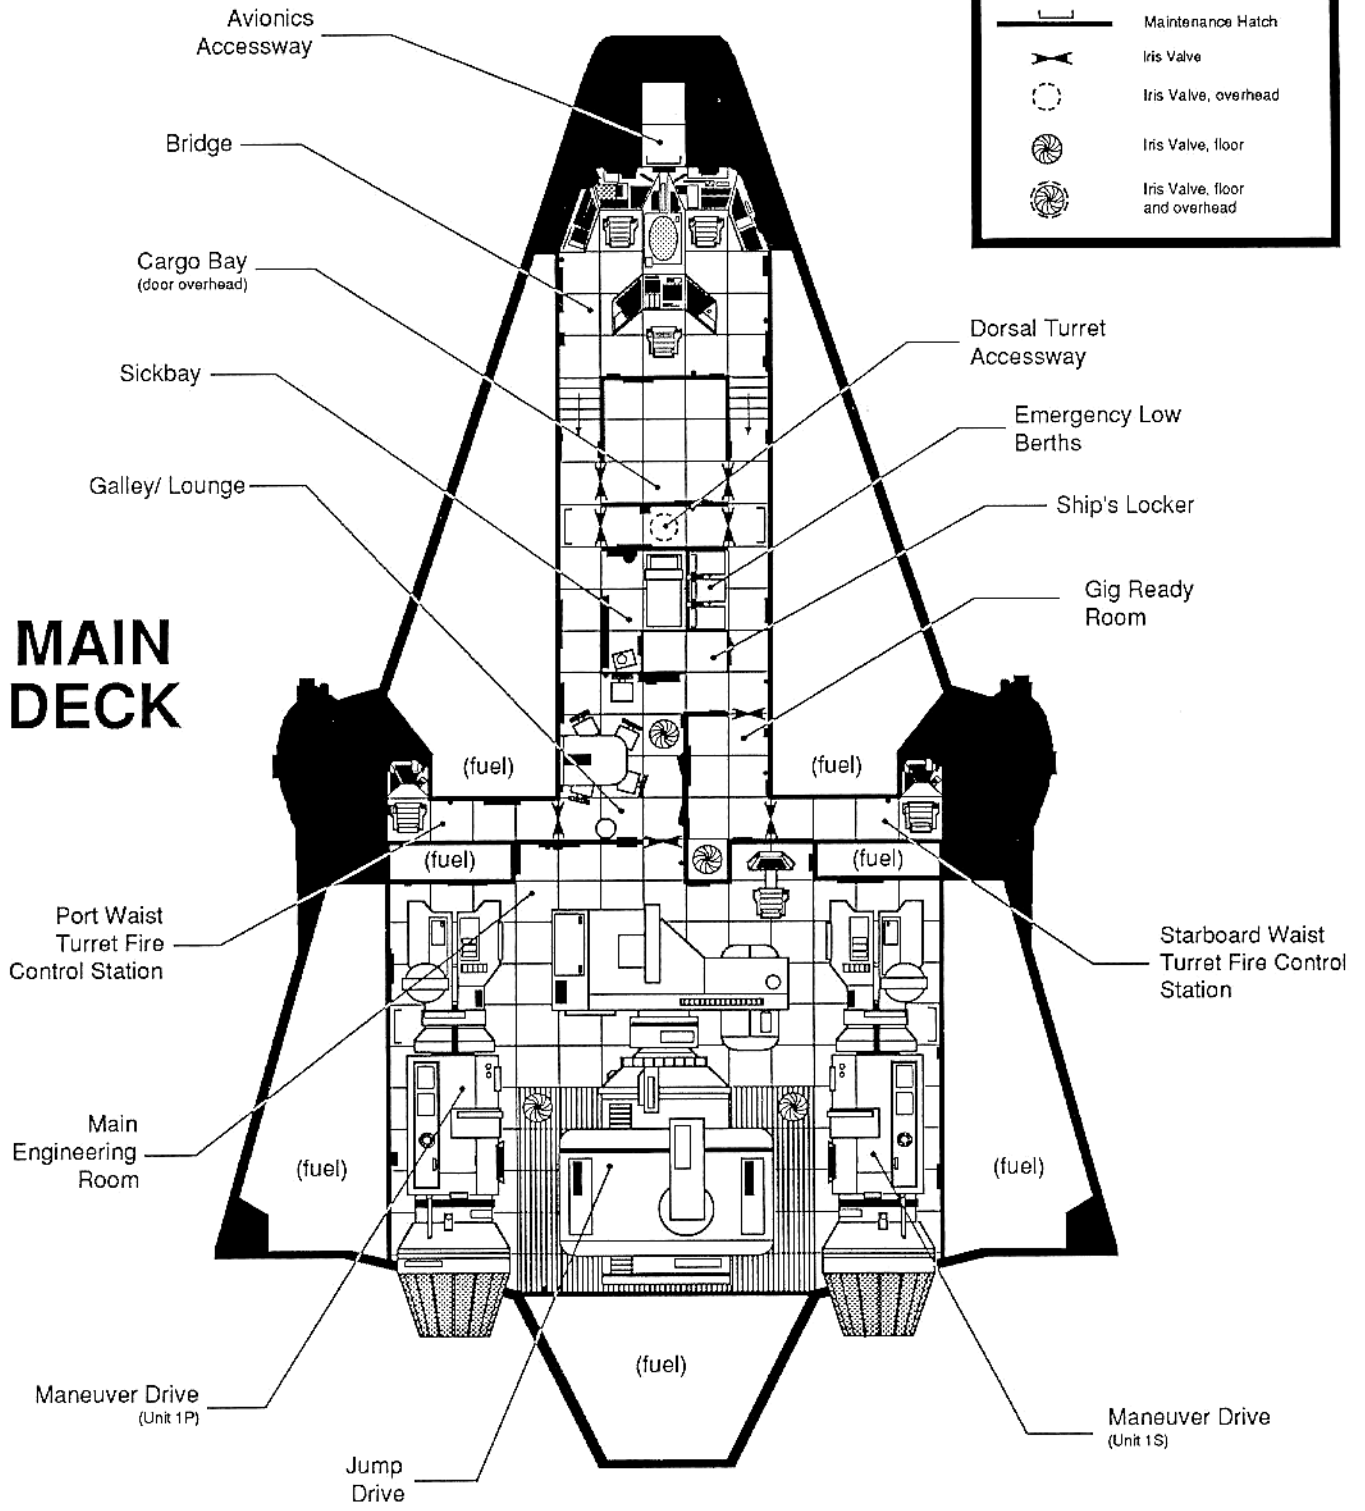 Avionics
Accessway
Maintenance Hatch
Iris Valve
Iris Valve, overhead
Iris Valve, floor
Iris Valve, floor
and overhead
Bridge
Cargo Bay
(door overhead)
Dorsal Turret
Accessway
Sickbay
Emergency Low
Berths
Galley/ Lounge
Ship's Locker
Gig Ready
Room
MAIN
DECK
(fuel)
(fuel)
(fuel)
(fuel)
Port Waist
Turret Fire
Control Station
Starboard Waist
Turret Fire Control
Station
Main
Engineering
Room
(fuel)
(fuel)
(fuel)
Maneuver Drive
(Unit 1P)
Maneuver Drive
(Unit 1S)
Jump
Drive